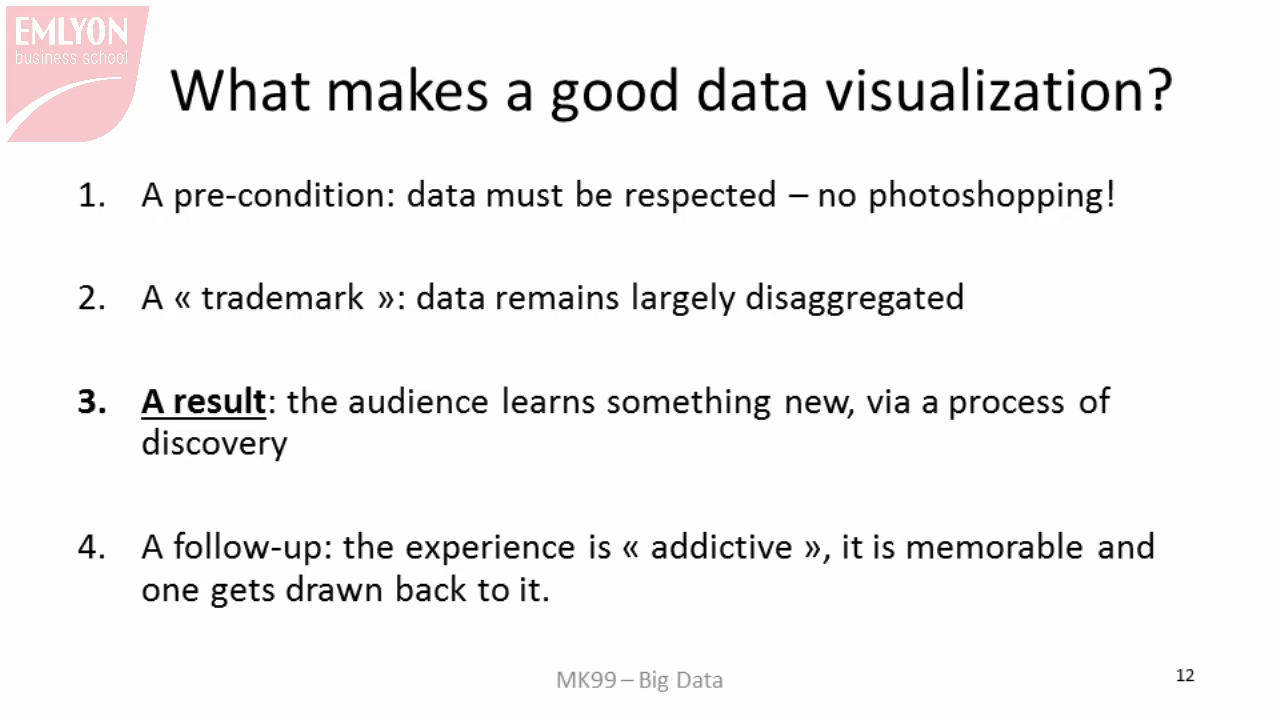 EMLYON
business school
What makes a good data visualization?
1. A pre-condition: data must be respected – no photoshopping!
2. A « trademark »: data remains largely disaggregated
3. A result: the audience learns something new, via a process of
discovery
4. A follow-up: the experience is « addictive », it is memorable and
one gets drawn back to it.
MK99 – Big Data
12